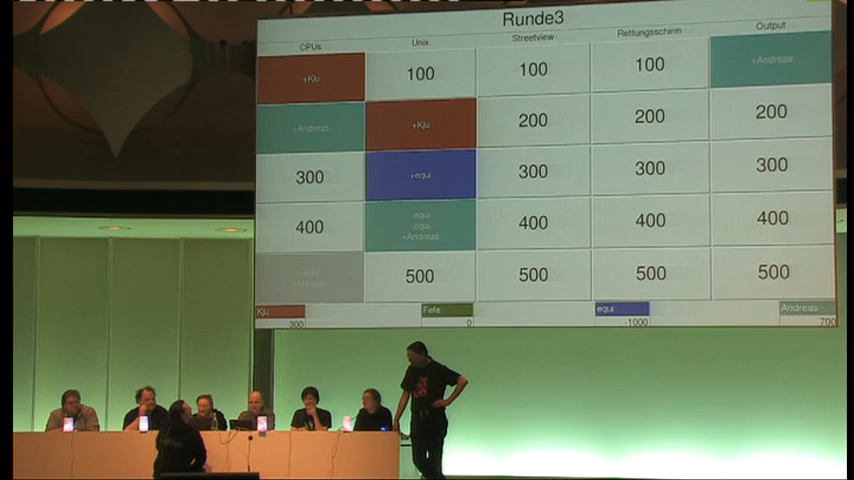 Runde3
CPUs Unix Streetview Rettungsschirm Output
+Kju 100 100 100 +Andreas
+Andreas +Kju 200 200 200
300 +equi 300 300 300
400 -equi 400 400 400
-equi
+Andreas
-equi 500 500 500 500
Kju Fefe equi Andreas
300 0 -1000 700